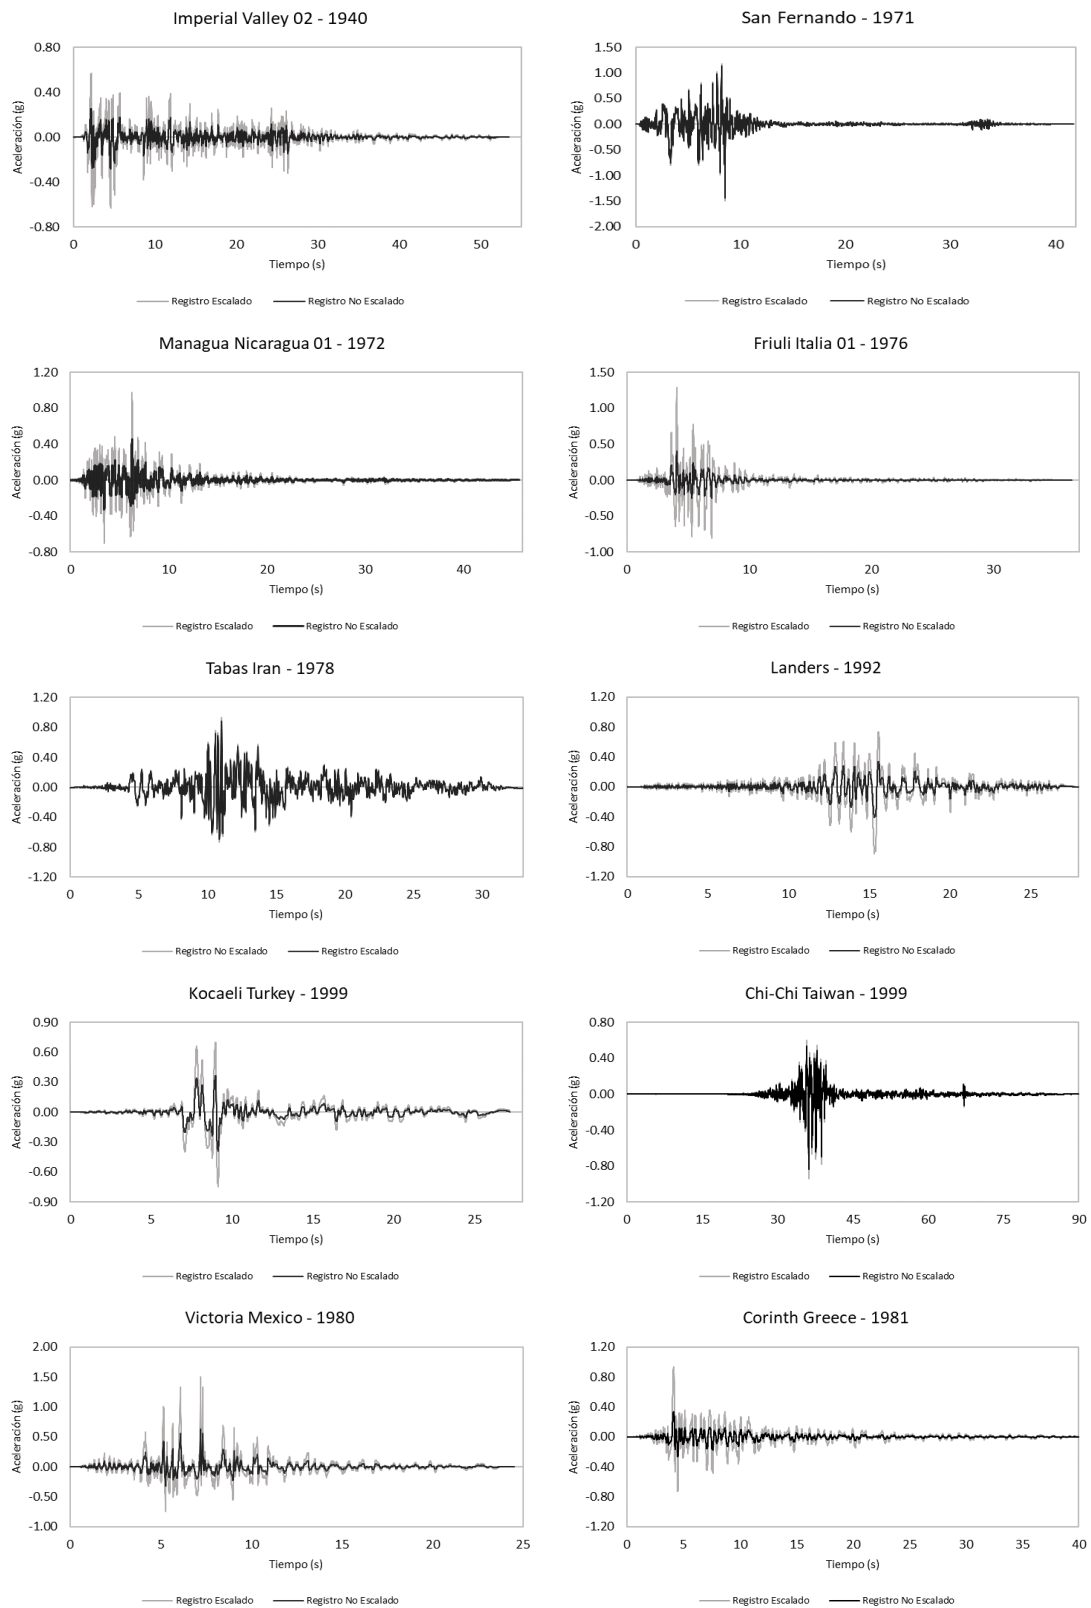 Imperial Valley 02 - 1940
0.80
0.40
0.00
-0.40
-0.80
Aceleración (g)
0 10 20 30 40 50
Tiempo (s)
Registro Escalado Registro No Escalado
San Fernando - 1971
1.50
1.00
0.50
0.00
-0.50
-1.00
-1.50
-2.00
Aceleración (g)
0 10 20 30 40
Tiempo (s)
Registro Escalado Registro No Escalado
Managua Nicaragua 01 - 1972
1.20
0.80
0.40
0.00
-0.40
-0.80
Aceleración (g)
0 10 20 30 40
Tiempo (s)
Registro Escalado Registro No Escalado
Friuli Italia 01 - 1976
1.50
1.00
0.50
0.00
-0.50
-1.00
Aceleración (g)
0 10 20 30
Tiempo (s)
Registro Escalado Registro No Escalado
Tabas Iran - 1978
1.20
0.80
0.40
0.00
-0.40
-0.80
-1.20
Aceleración (g)
0 5 10 15 20 25 30
Tiempo (s)
Registro No Escalado Registro Escalado
Landers - 1992
1.20
0.80
0.40
0.00
-0.40
-0.80
-1.20
Aceleración (g)
0 5 10 15 20 25
Tiempo (s)
Registro Escalado Registro No Escalado
Kocaeli Turkey - 1999
0.90
0.60
0.30
0.00
-0.30
-0.60
-0.90
Aceleración (g)
0 5 10 15 20 25
Tiempo (s)
Registro Escalado Registro No Escalado
Chi-Chi Taiwan - 1999
0.80
0.40
0.00
-0.40
-0.80
-1.20
Aceleración (g)
0 15 30 45 60 75 90
Tiempo (s)
Registro Escalado Registro No Escalado
Victoria Mexico - 1980
2.00
1.50
1.00
0.50
0.00
-0.50
-1.00
Aceleración (g)
0 5 10 15 20 25
Tiempo (s)
Registro Escalado Registro No Escalado
Corinth Greece - 1981
1.20
0.80
0.40
0.00
-0.40
-0.80
-1.20
Aceleración (g)
0 5 10 15 20 25 30 35 40
Tiempo (s)
Registro Escalado Registro No Escalado